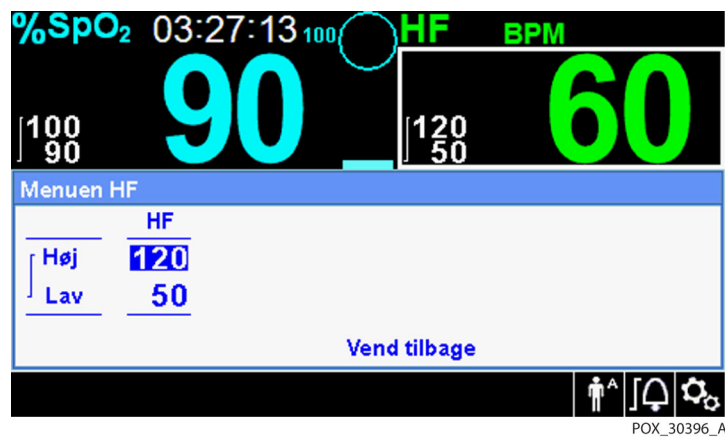 %SpO₂ 03:27:13 100 HF BPM
100
90
90
120
50
60
Menuen HF
HF
Høj 120
Lav 50
Vend tilbage
A
POX_30396_A